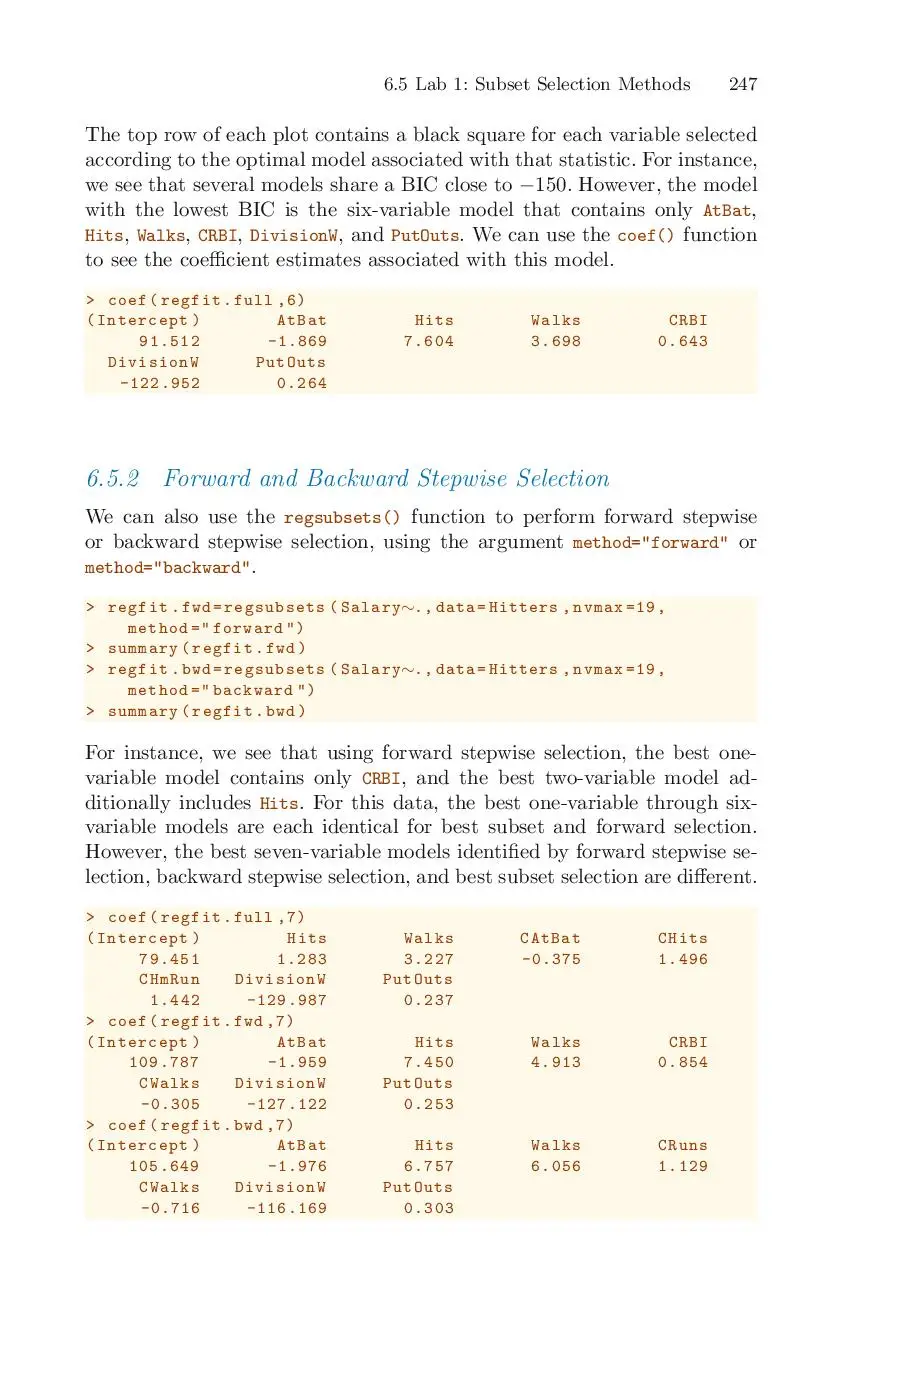 6.5 Lab 1: Subset Selection Methods 247
The top row of each plot contains a black square for each variable selected
according to the optimal model associated with that statistic. For instance,
we see that several models share a BIC close to −150. However, the model
with the lowest BIC is the six-variable model that contains only AtBat,
Hits, Walks, CRBI, DivisionW, and PutOuts. We can use the coef() function
to see the coefficient estimates associated with this model.
> coef(regfit.full ,6)
(Intercept) AtBat Hits Walks CRBI
91.512 -1.869 7.604 3.698 0.643
DivisionW PutOuts
-122.952 0.264
6.5.2 Forward and Backward Stepwise Selection
We can also use the regsubsets() function to perform forward stepwise
or backward stepwise selection, using the argument method="forward" or
method="backward".
> regfit.fwd=regsubsets(Salary∼.,data=Hitters ,nvmax=19,
method="forward")
> summary(regfit.fwd)
> regfit.bwd=regsubsets(Salary∼.,data=Hitters ,nvmax=19,
method="backward")
> summary(regfit.bwd)
For instance, we see that using forward stepwise selection, the best one-
variable model contains only CRBI, and the best two-variable model ad-
ditionally includes Hits. For this data, the best one-variable through six-
variable models are each identical for best subset and forward selection.
However, the best seven-variable models identified by forward stepwise se-
lection, backward stepwise selection, and best subset selection are different.
> coef(regfit.full ,7)
(Intercept) Hits Walks CAtBat CHits
79.451 1.283 3.227 -0.375 1.496
CHmRun DivisionW PutOuts
1.442 -129.987 0.237
> coef(regfit.fwd ,7)
(Intercept) AtBat Hits Walks CRBI
109.787 -1.959 7.450 4.913 0.854
CWalks DivisionW PutOuts
-0.305 -127.122 0.253
> coef(regfit.bwd ,7)
(Intercept) AtBat Hits Walks CRuns
105.649 -1.976 6.757 6.056 1.129
CWalks DivisionW PutOuts
-0.716 -116.169 0.303